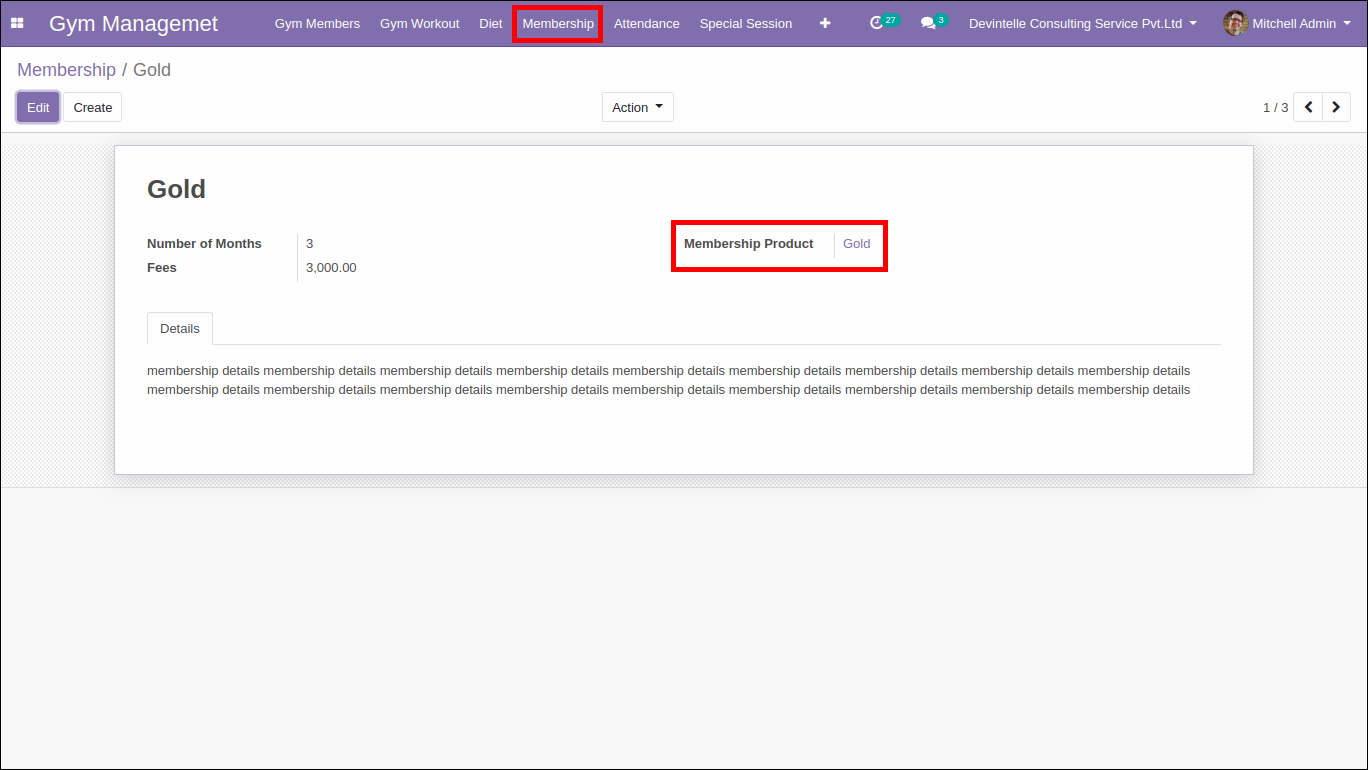 Gym Managemet Gym Members Gym Workout Diet Membership Attendance Special Session 27 3 Devintelle Consulting Service Pvt.Ltd Mitchell Admin
Membership / Gold
Edit Create Action 1 / 3
Gold
Number of Months 3 Membership Product Gold
Fees 3,000.00
Details
membership details membership details membership details membership details membership details membership details membership details membership details membership details
membership details membership details membership details membership details membership details membership details membership details membership details membership details